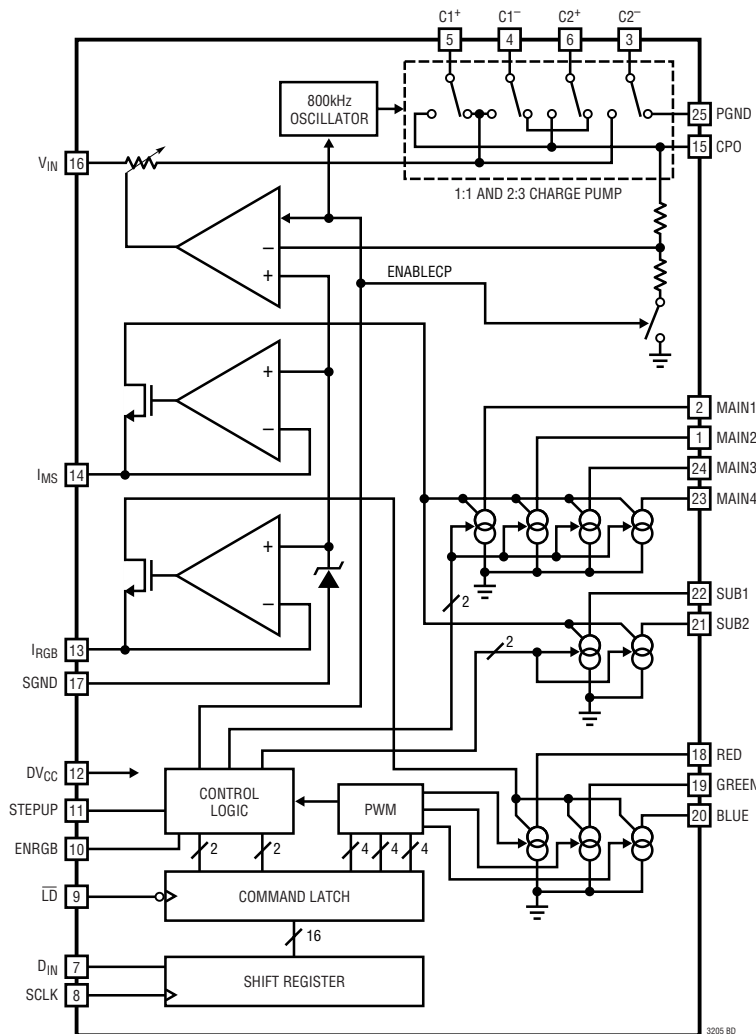 C1+ C1– C2+ C2–
5 4 6 3
800kHz
OSCILLATOR
25 PGND
15 CPO
VIN 16
1:1 AND 2:3 CHARGE PUMP
–
+
ENABLECP
+
–
2 MAIN1
1 MAIN2
24 MAIN3
IMS 14
23 MAIN4
+
–
2
22 SUB1
21 SUB2
2
IRGB 13
SGND 17
18 RED
DVCC 12
19 GREEN
CONTROL
LOGIC
PWM
STEPUP 11
20 BLUE
ENRGB 10
2 2 4 4 4
LD 9
COMMAND LATCH
16
DIN 7
SHIFT REGISTER
SCLK 8
3205 BD